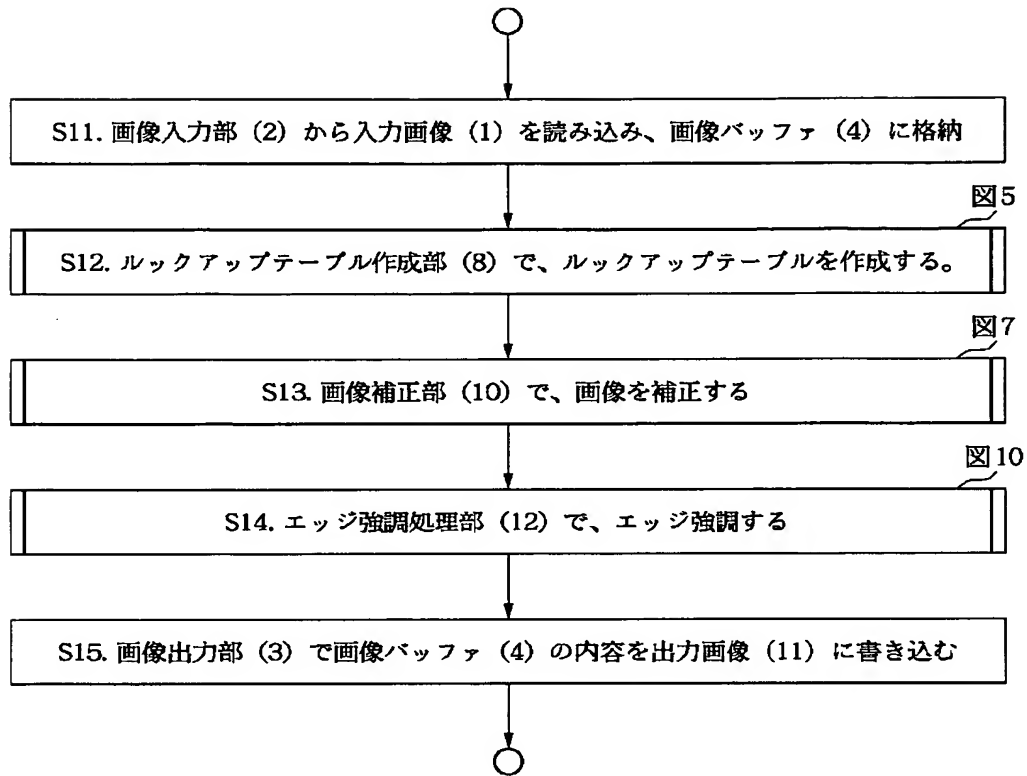 S11. 画像入力部（2）から入力画像（1）を読み込み、画像バッファ（4）に格納
図5
S12. ルックアップテーブル作成部（8）で、ルックアップテーブルを作成する。
図7
S13. 画像補正部（10）で、画像を補正する
図10
S14. エッジ強調処理部（12）で、エッジ強調する
S15. 画像出力部（3）で画像バッファ（4）の内容を出力画像（11）に書き込む